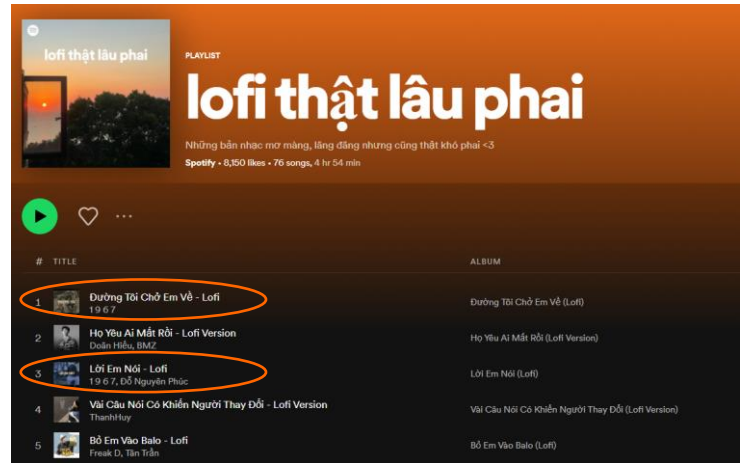 lofi thật lâu phai
PLAYLIST
lofi thật lâu phai
Những bản nhạc mơ màng, lãng đãng nhưng cũng thật khó phai <3
Spotify • 8,150 likes • 76 songs, 4 hr 54 min
# TITLE ALBUM
1 Đường Tôi Chở Em Về - Lofi Đường Tôi Chở Em Về (Lofi)
1 9 6 7
2 Họ Yêu Ai Mất Rồi - Lofi Version Họ Yêu Ai Mất Rồi (Lofi Version)
Doãn Hiếu, BMZ
3 Lời Em Nói - Lofi Lời Em Nói (Lofi)
1 9 6 7, Đỗ Nguyên Phúc
4 Vài Câu Nói Có Khiến Người Thay Đổi - Lofi Version Vài Câu Nói Có Khiến Người Thay Đổi (Lofi Version)
ThanhHuy
5 Bỏ Em Vào Balo - Lofi Bỏ Em Vào Balo (Lofi)
Freak D, Tân Trần